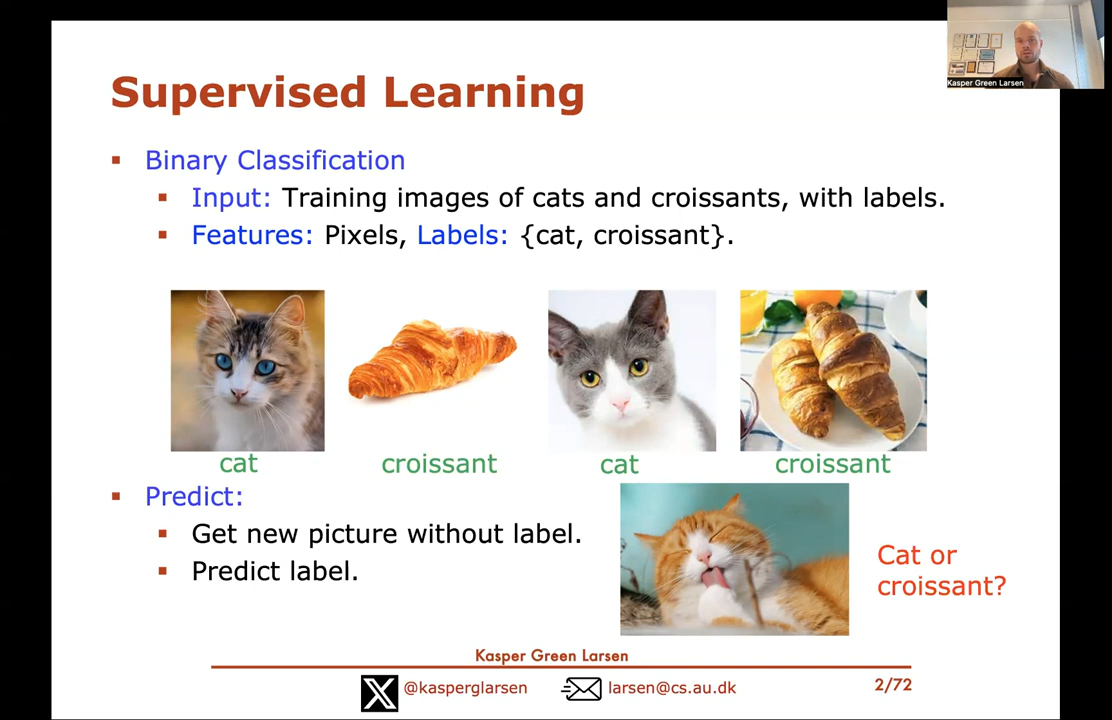 Kasper Green Larsen
Supervised Learning
Binary Classification
Input: Training images of cats and croissants, with labels.
Features: Pixels, Labels: {cat, croissant}.
cat
croissant
cat
croissant
Predict:
Get new picture without label.
Predict label.
Cat or
croissant?
Kasper Green Larsen
@kasperglarsen
larsen@cs.au.dk
2/72